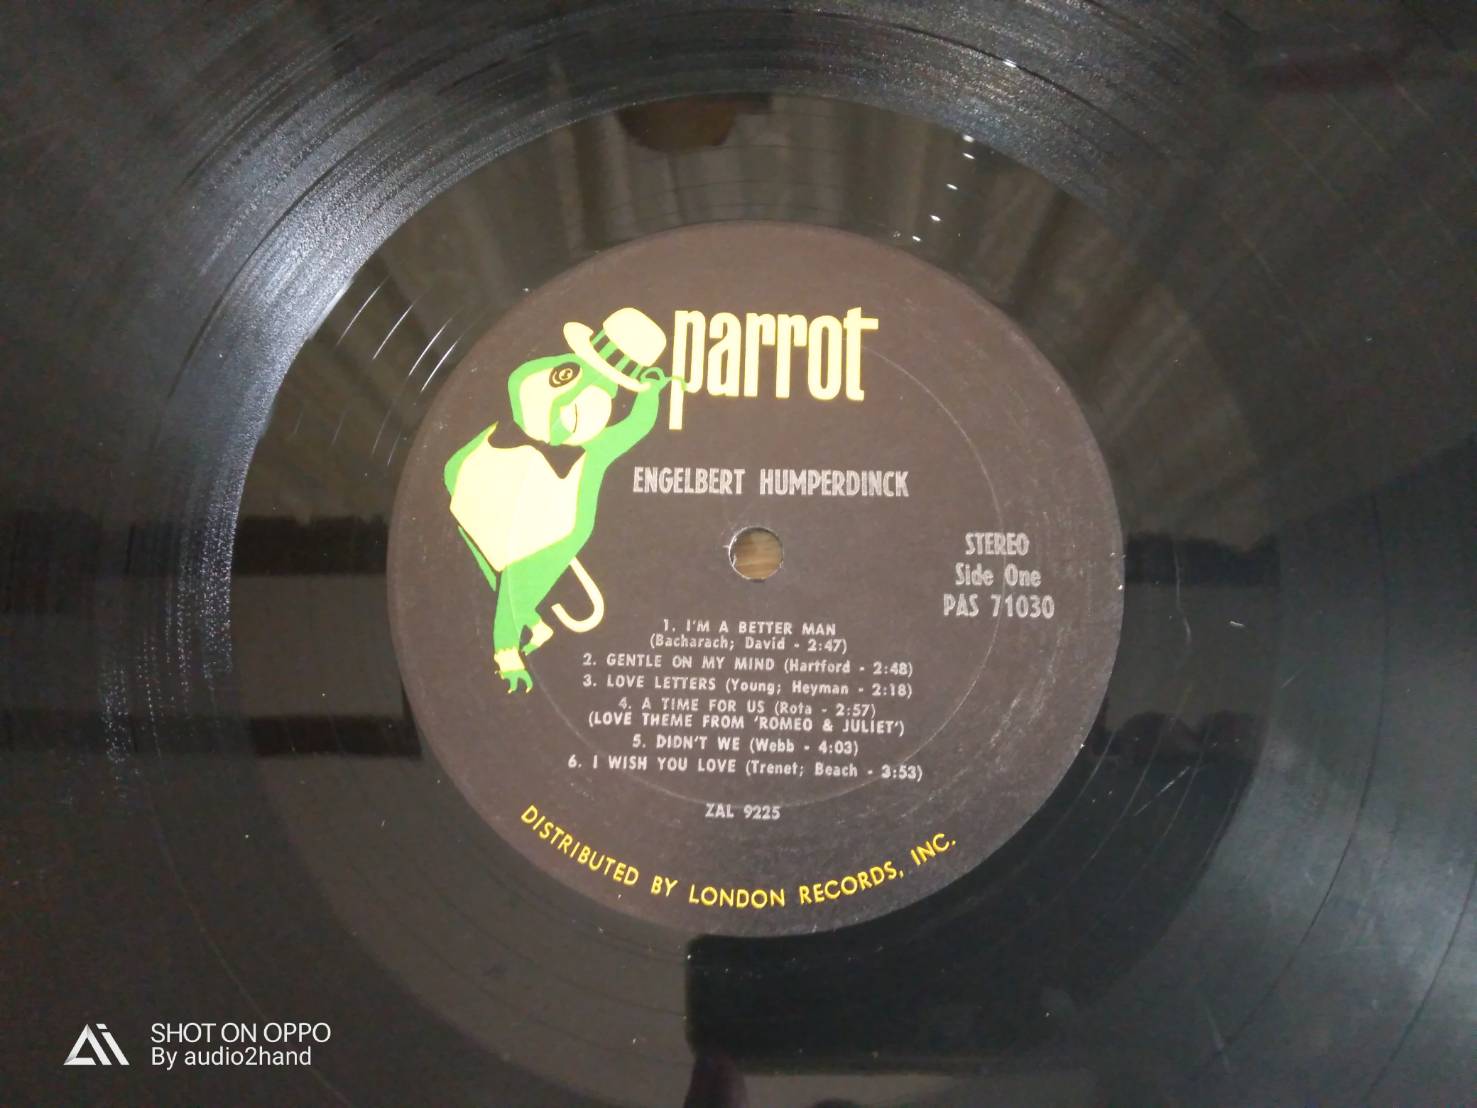 parrot
ENGELBERT HUMPERDINCK
STEREO
Side One
PAS 71030
1. I'M A BETTER MAN
(Bacharach; David - 2:47)
2. GENTLE ON MY MIND (Hartford - 2:48)
3. LOVE LETTERS (Young; Heyman - 2:18)
4. A TIME FOR US (Rota - 2:57)
(LOVE THEME FROM 'ROMEO & JULIET')
5. DIDN'T WE (Webb - 4:03)
6. I WISH YOU LOVE (Trenet; Beach - 3:53)
ZAL 9225
DISTRIBUTED BY LONDON RECORDS, INC.
SHOT ON OPPO
By audio2hand